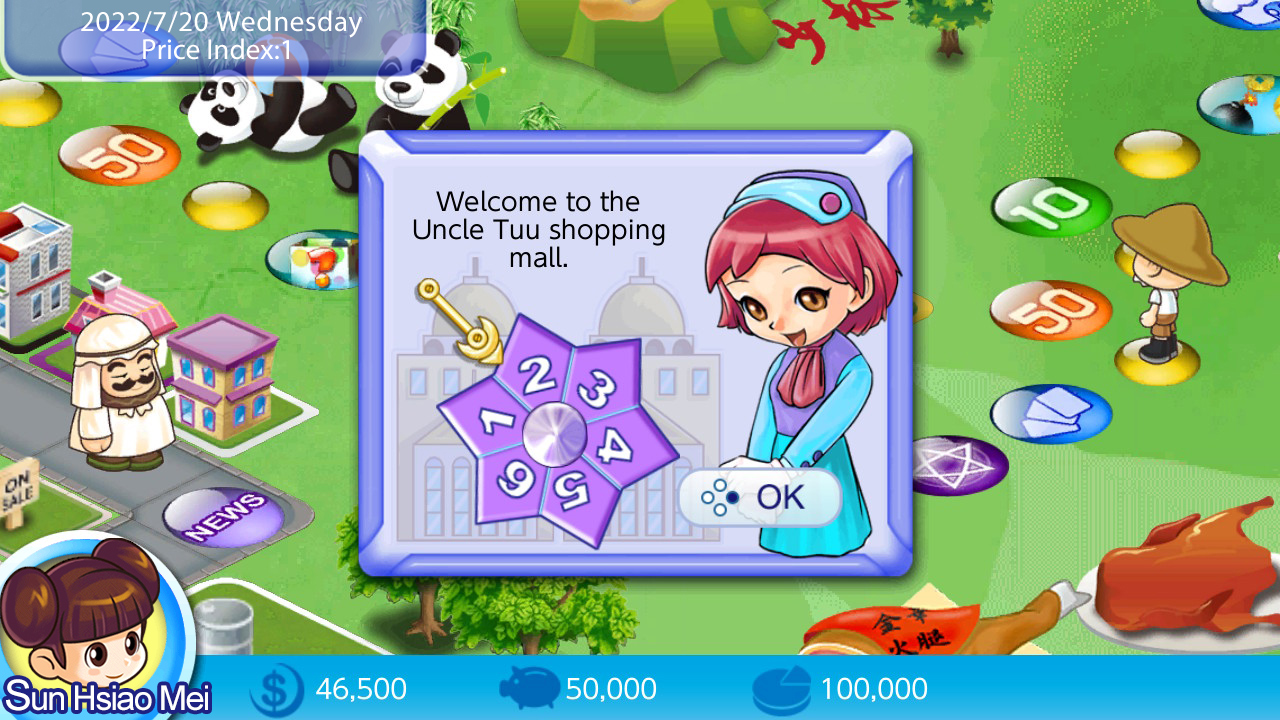 2022/7/20 Wednesday
Price Index:1
50
10
50
Welcome to the
Uncle Tuu shopping
mall.
2
3
1
4
6
5
OK
ON
SALE
NEWS
?
金華
火腿
Sun Hsiao Mei
$
46,500
50,000
100,000